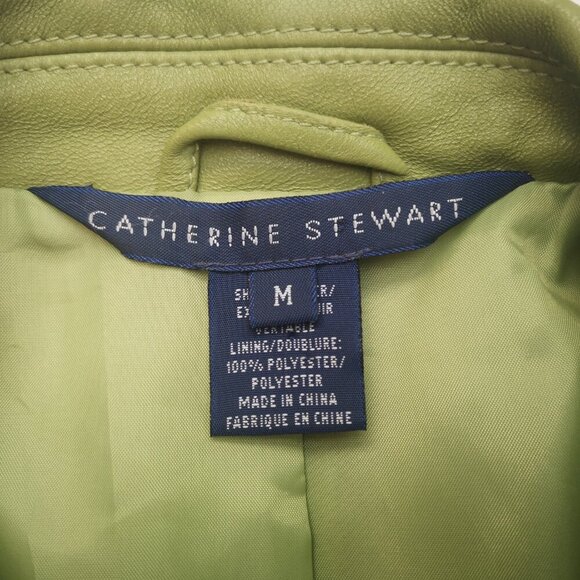 CATHERINE STEWART
M
LINING/DOUBLURE:
100% POLYESTER/
POLYESTER
MADE IN CHINA
FABRIQUE EN CHINE